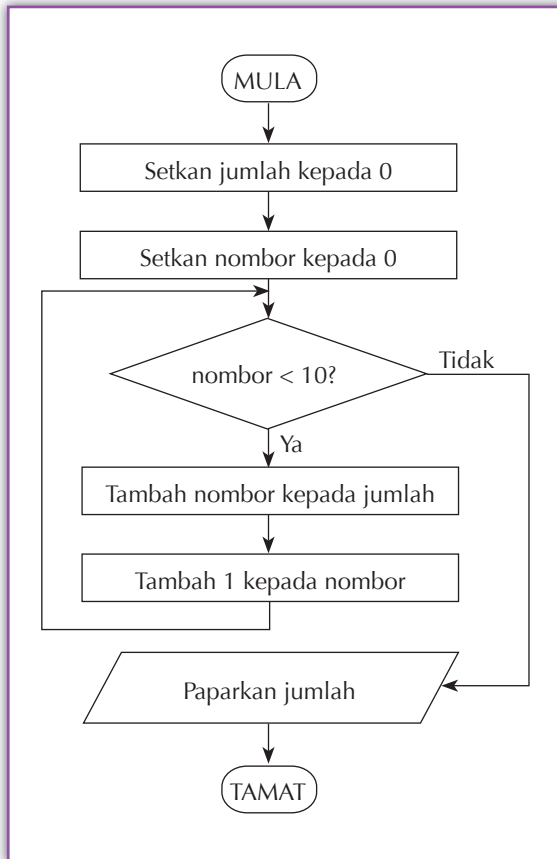 MULA
Setkan jumlah kepada 0
Setkan nombor kepada 0
nombor < 10?
Tidak
Ya
Tambah nombor kepada jumlah
Tambah 1 kepada nombor
Paparkan jumlah
TAMAT